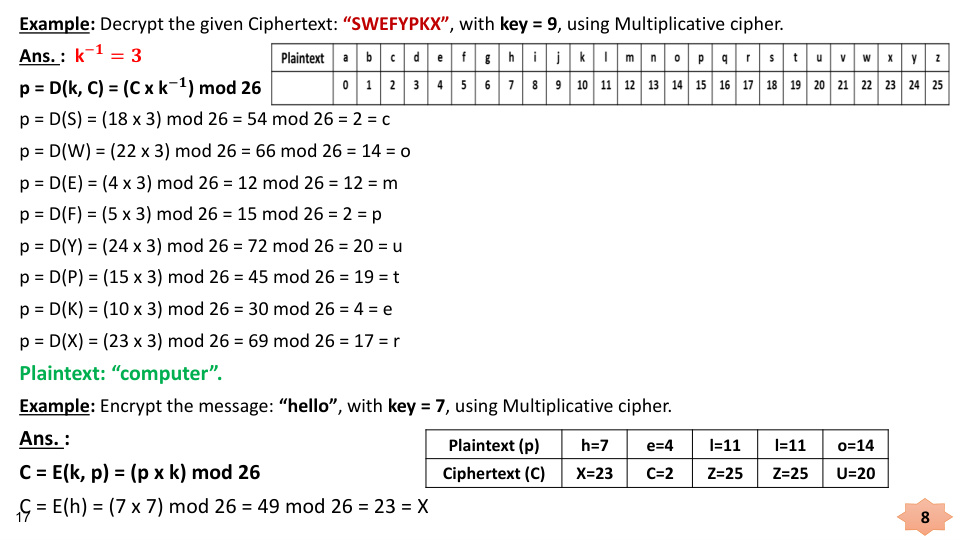 Example: Decrypt the given Ciphertext: “SWEFYPKX”, with key = 9, using Multiplicative cipher.
Ans. : k⁻¹ = 3
Plaintext a b c d e f g h i j k l m n o p q r s t u v w x y z
0 1 2 3 4 5 6 7 8 9 10 11 12 13 14 15 16 17 18 19 20 21 22 23 24 25
p = D(k, C) = (C x k⁻¹) mod 26
p = D(S) = (18 x 3) mod 26 = 54 mod 26 = 2 = c
p = D(W) = (22 x 3) mod 26 = 66 mod 26 = 14 = o
p = D(E) = (4 x 3) mod 26 = 12 mod 26 = 12 = m
p = D(F) = (5 x 3) mod 26 = 15 mod 26 = 2 = p
p = D(Y) = (24 x 3) mod 26 = 72 mod 26 = 20 = u
p = D(P) = (15 x 3) mod 26 = 45 mod 26 = 19 = t
p = D(K) = (10 x 3) mod 26 = 30 mod 26 = 4 = e
p = D(X) = (23 x 3) mod 26 = 69 mod 26 = 17 = r
Plaintext: “computer”.
Example: Encrypt the message: “hello”, with key = 7, using Multiplicative cipher.
Ans. :
Plaintext (p) h=7 e=4 l=11 l=11 o=14
Ciphertext (C) X=23 C=2 Z=25 Z=25 U=20
C = E(k, p) = (p x k) mod 26
C = E(h) = (7 x 7) mod 26 = 49 mod 26 = 23 = X
17
8